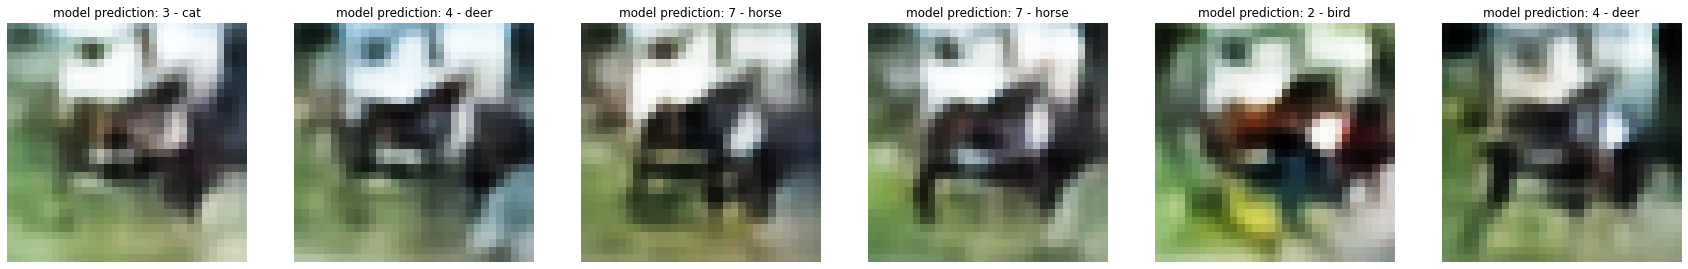 model prediction: 3 - cat
model prediction: 4 - deer
model prediction: 7 - horse
model prediction: 7 - horse
model prediction: 2 - bird
model prediction: 4 - deer